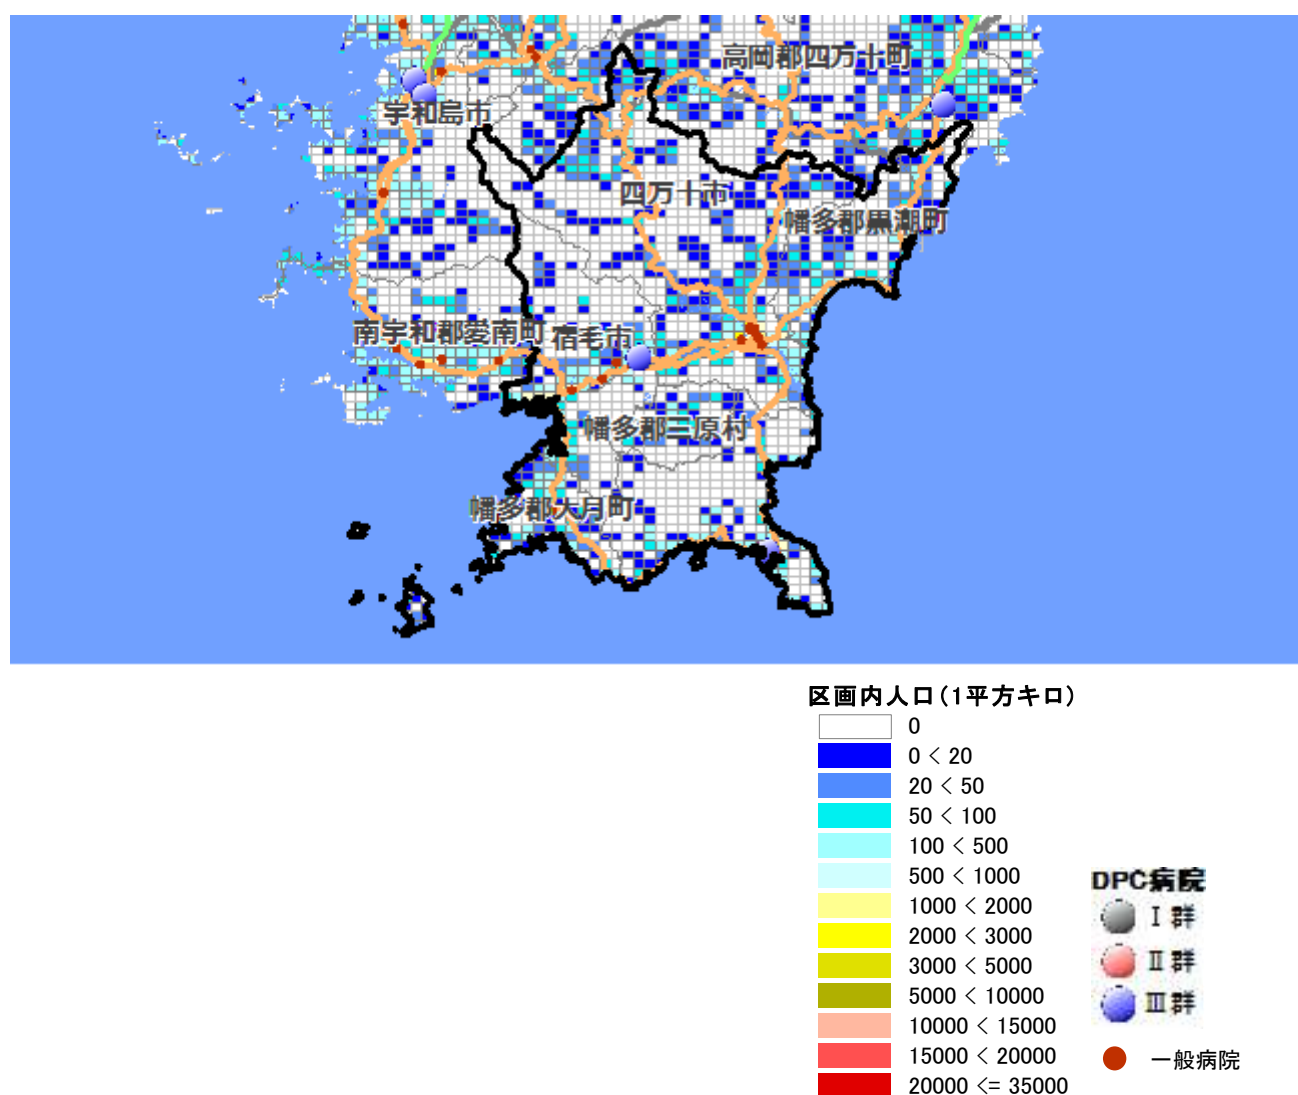 高岡郡四万十町
宇和島市
四万十市
幡多郡黒潮町
南宇和郡愛南町
宿毛市
幡多郡三原村
幡多郡大月町
区画内人口(1平方キロ)
0
0 < 20
20 < 50
50 < 100
100 < 500
500 < 1000
1000 < 2000
2000 < 3000
3000 < 5000
5000 < 10000
10000 < 15000
15000 < 20000
20000 <= 35000
DPC病院
Ⅰ群
Ⅱ群
Ⅲ群
一般病院